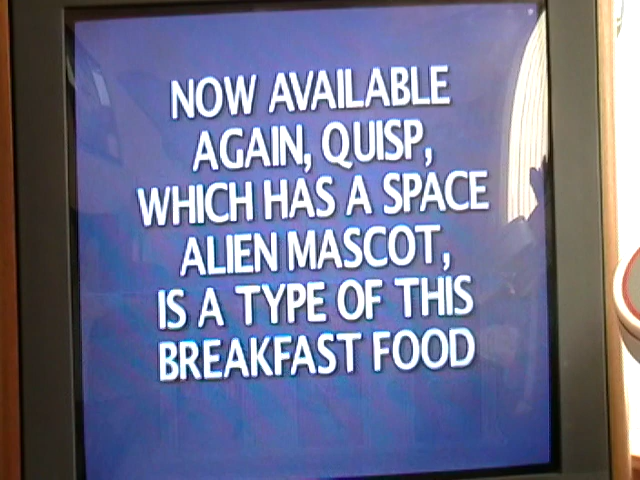 NOW AVAILABLE
AGAIN, QUISP,
WHICH HAS A SPACE
ALIEN MASCOT,
IS A TYPE OF THIS
BREAKFAST FOOD